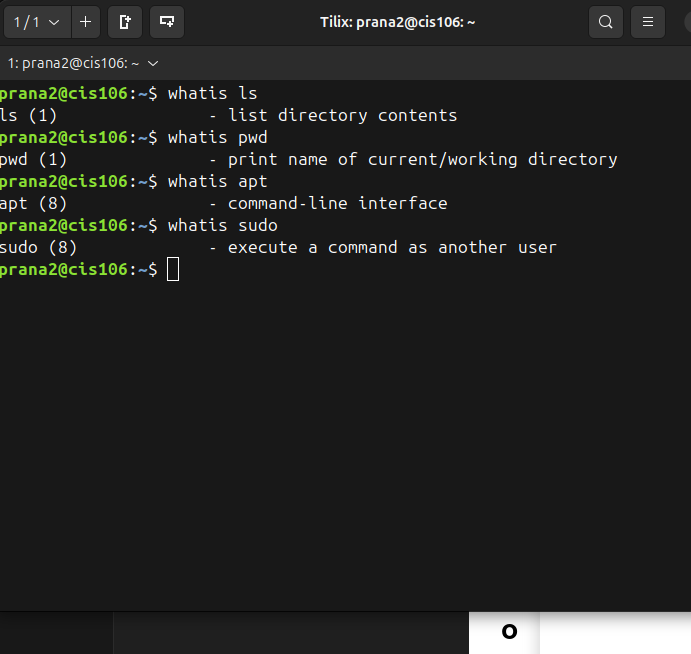 1 / 1
Tilix: prana2@cis106: ~
1: prana2@cis106: ~
prana2@cis106:~$ whatis ls
ls (1)               - list directory contents
prana2@cis106:~$ whatis pwd
pwd (1)              - print name of current/working directory
prana2@cis106:~$ whatis apt
apt (8)              - command-line interface
prana2@cis106:~$ whatis sudo
sudo (8)             - execute a command as another user
prana2@cis106:~$
o